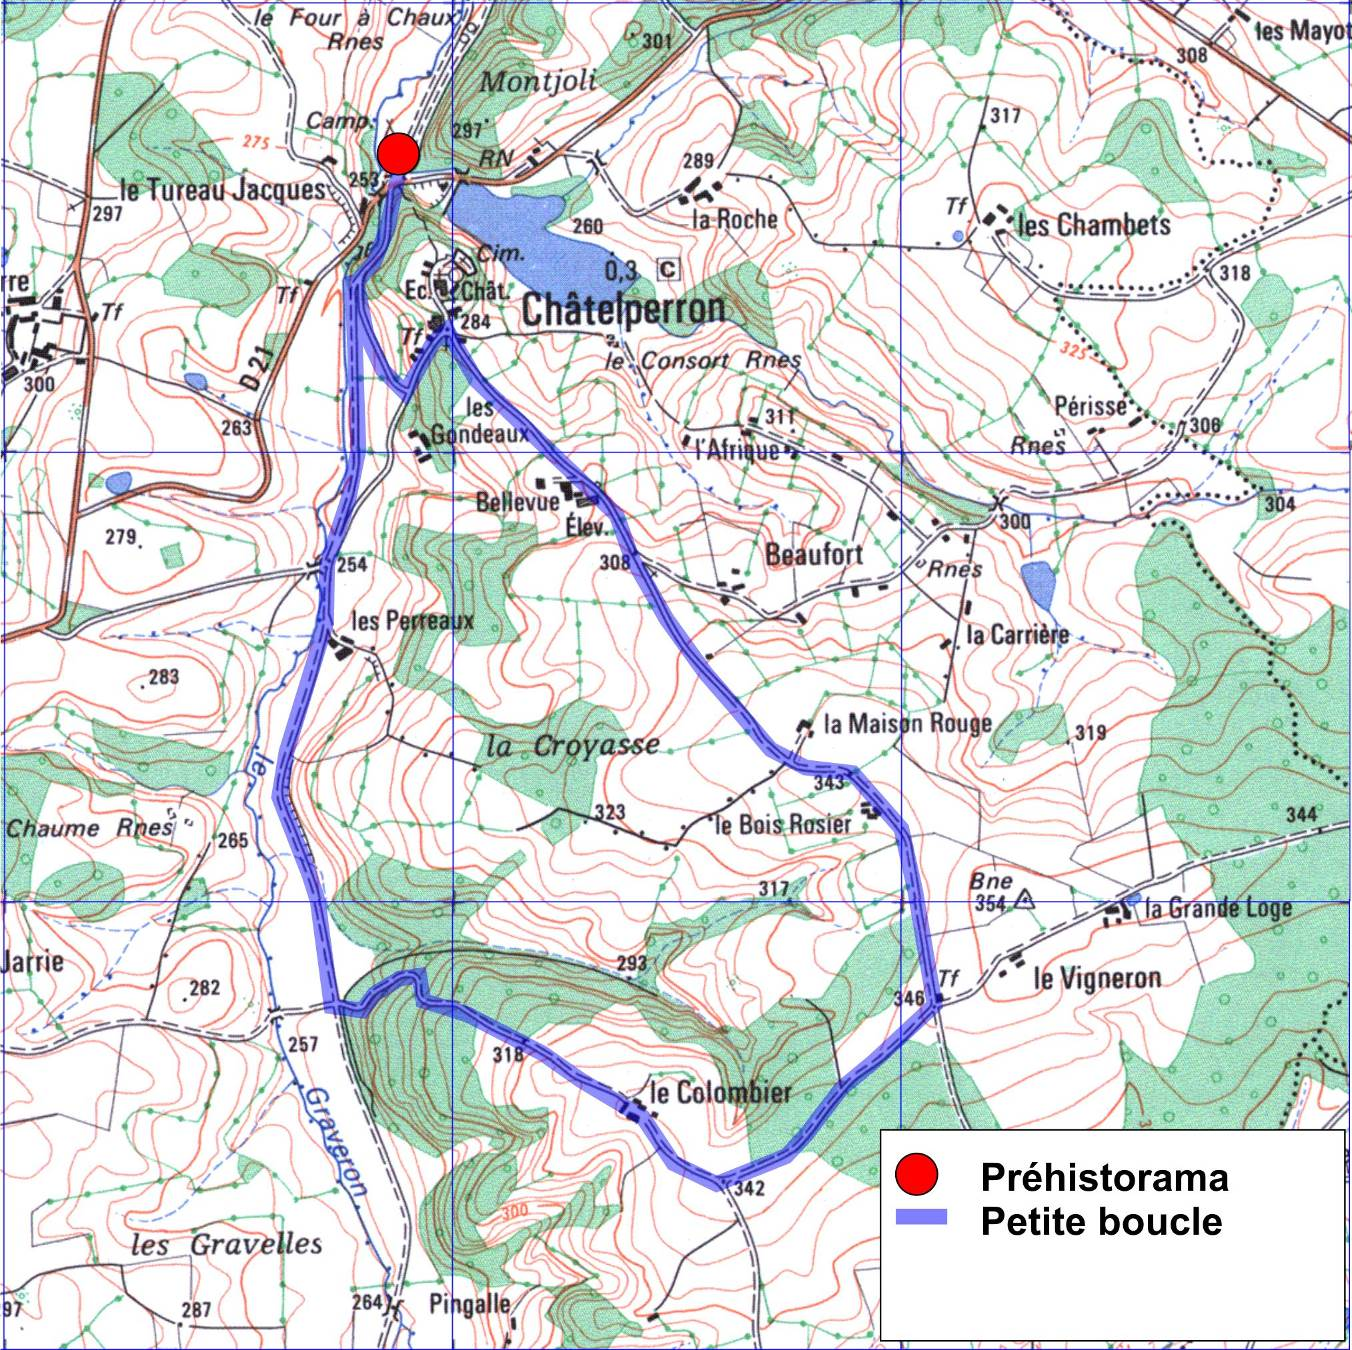 le Four à Chaux
Rnes
les Mayot
301
308
Montjoli
Camp.
297
317
275
RN
289
253
le Tureau Jacques
297
la Roche
Tf
les Chambets
260
Cim.
0,3
C
318
rre
Tf
Ec.
Chât.
Tf
Châtelperron
284
Tf
325
le Consort Rnes
D 21
300
les
Gondeaux
311
Périsse
263
l'Afrique
Rnes
306
Bellevue
Élev.
304
300
279
308
Beaufort
254
Rnes
les Perreaux
la Carrière
283
la Maison Rouge
319
la Croyasse
le
343
323
le Bois Rosier
344
Chaume Rnes
265
317
Bne
354
la Grande Loge
Jarrie
293
282
346
Tf
le Vigneron
257
318
le Colombier
Graveron
342
300
les Gravelles
264
Pingalle
97
287
Préhistorama
Petite boucle